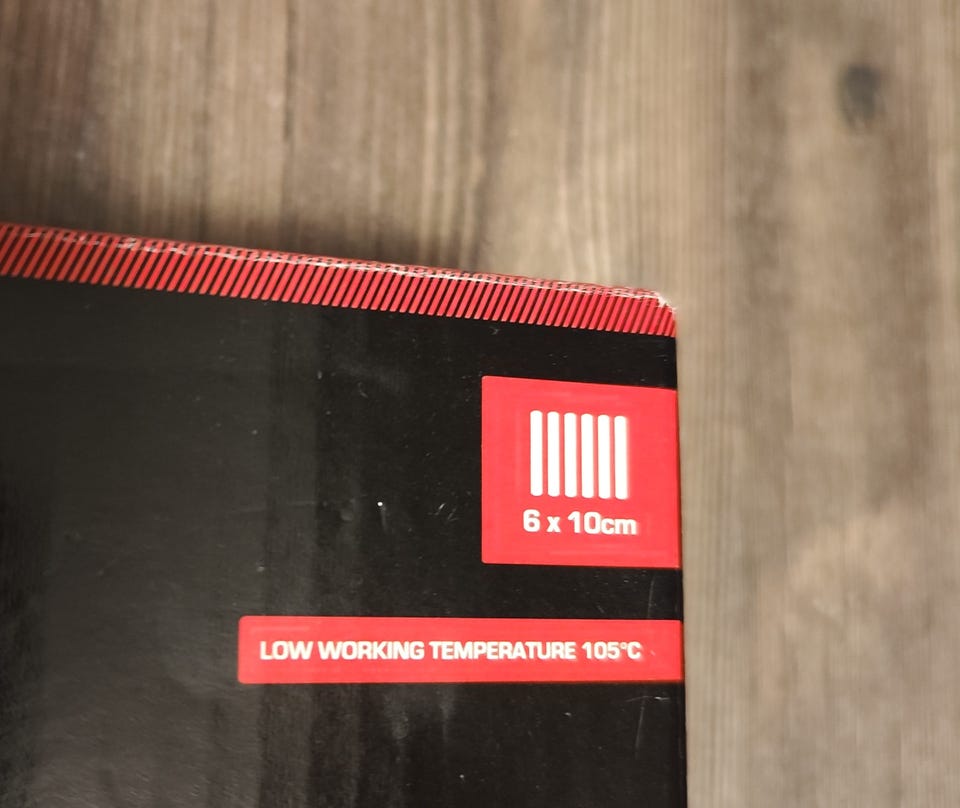 6 x 10cm
LOW WORKING TEMPERATURE 105°C